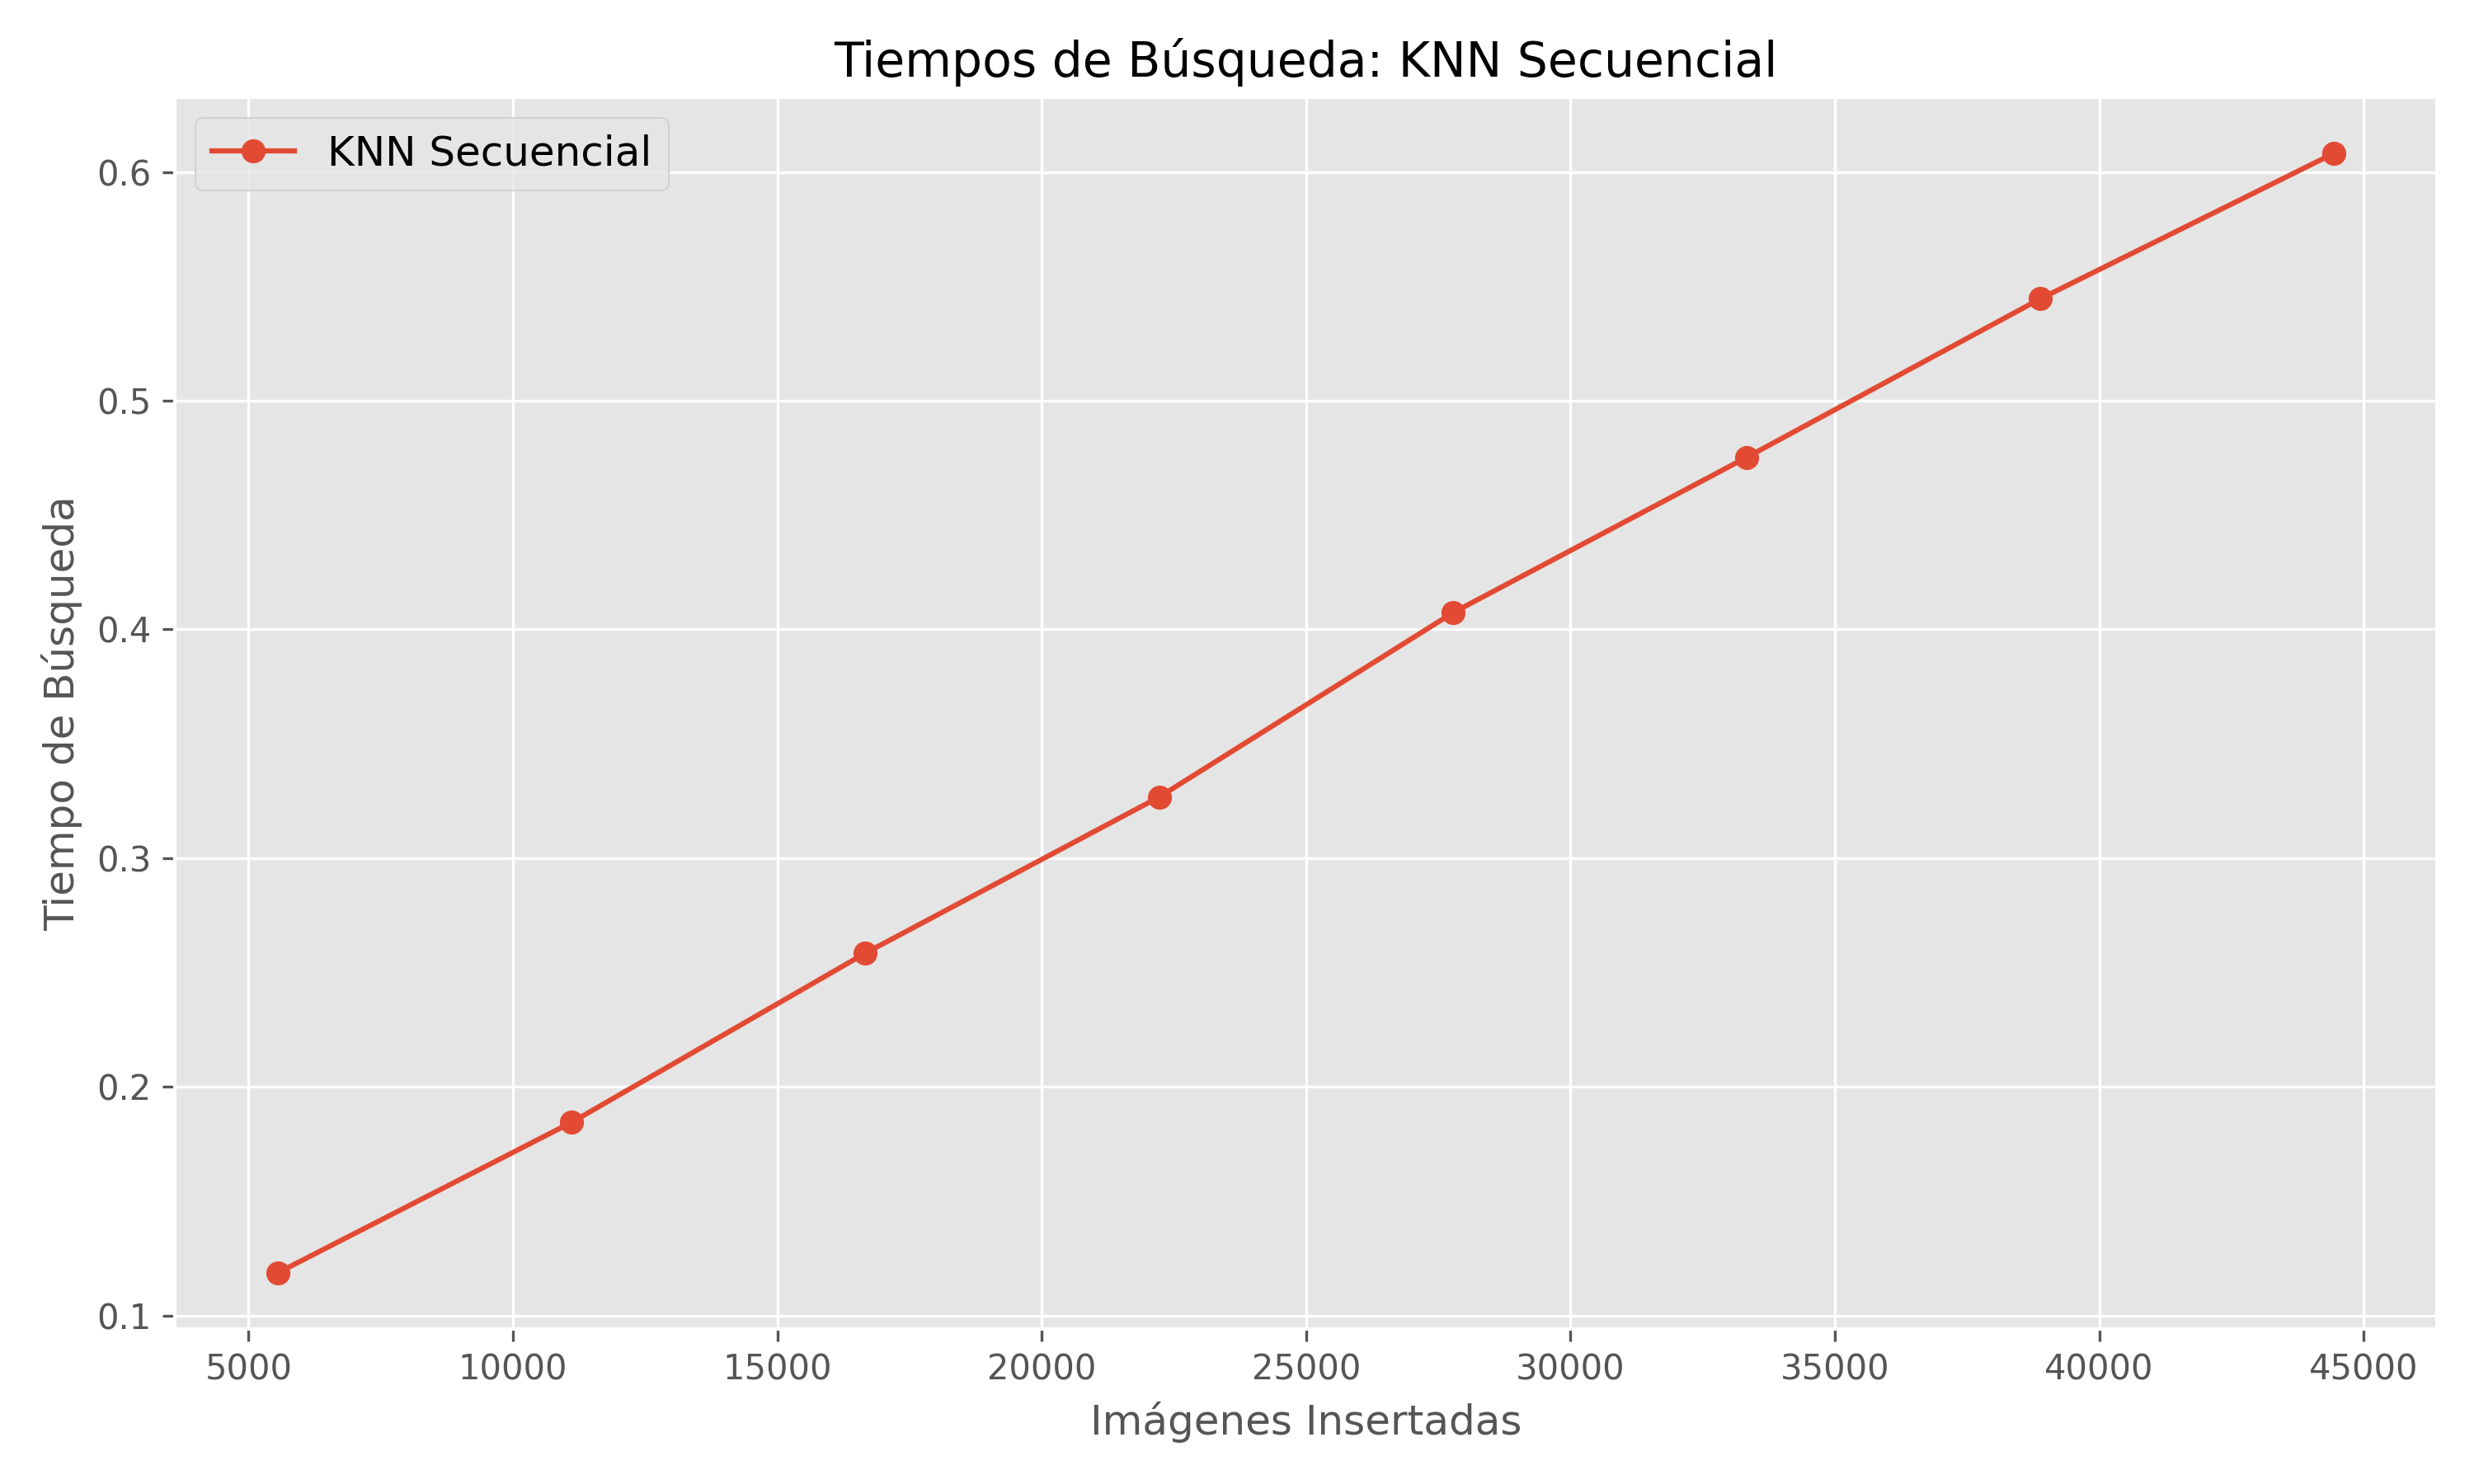 Tiempos de Búsqueda: KNN Secuencial
KNN Secuencial
0.6
0.5
0.4
0.3
0.2
0.1
Tiempo de Búsqueda
5000 10000 15000 20000 25000 30000 35000 40000 45000
Imágenes Insertadas